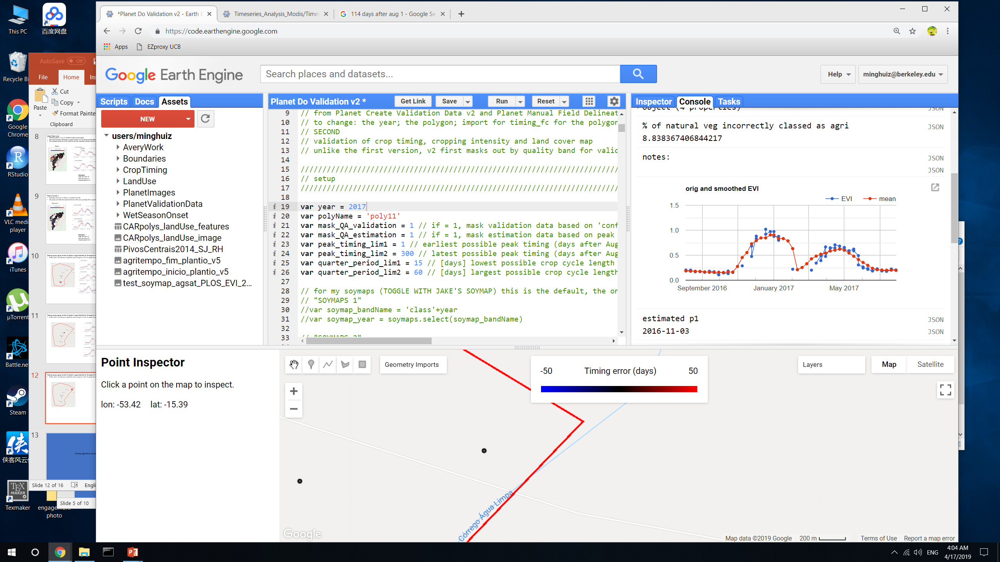 This PC
百度网盘
Recycle Bi
Google Chrome
RStudio
VLC medi player
iTunes
µTorrent
Battle.ne
Steam
侠客风云
Texmaker
engagement photo
AutoSave Off
File Home Ins
Paste
Cut
Copy
Format Painte
Clipboard
8
9
10
11
12
13
Slide 12 of 16 Engli
Slide 5 of 10
*Planet Do Validation v2 - Earth E
Timeseries_Analysis_Modis/Times
114 days after aug 1 - Google Se
https://code.earthengine.google.com
Apps EZproxy UCB
Google Earth Engine
Search places and datasets...
Help minghuiz@berkeley.edu
Scripts Docs Assets
NEW
users/minghuiz
AveryWork
Boundaries
CropTiming
LandUse
PlanetImages
PlanetValidationData
WetSeasonOnset
CARpolys_landUse_features
CARpolys_landUse_image
PivosCentrais2014_SJ_RH
agritempo_fim_plantio_v5
agritempo_inicio_plantio_v5
test_soymap_agsat_PLOS_EVI_2...
Planet Do Validation v2 * Get Link Save Run Reset
9 // from Planet Create Validation Data v2 and Planet Manual Field Delineat
10 // to change: the year; the polygon; import for timing_fc for the polygon
11 // SECOND
12 // validation of crop timing, cropping intensity and land cover map
13 // unlike the first version, v2 first masks out by quality band for valid
14
15 /////////////////////////////////////////////////////////////////////////
16 // setup
17 /////////////////////////////////////////////////////////////////////////
18
19 var year = 2017
20 var polyName = 'poly11'
21 var mask_QA_validation = 1 // if = 1, mask validation data based on 'conf
22 var mask_QA_estimation = 1 // if = 1, mask estimation data based on peak
23 var peak_timing_lim1 = 1 // earliest possible peak timing (days after Aug
24 var peak_timing_lim2 = 300 // latest possible peak timing (days after Aug
25 var quarter_period_lim1 = 15 // [days] lowest possible crop cycle length
26 var quarter_period_lim2 = 60 // [days] largest possible crop cycle length
27
28 // for my soymaps (TOGGLE WITH JAKE'S SOYMAP) this is the default, the or
29 // "SOYMAPS 1"
30 //var soymap_bandName = 'class'+year
31 //var soymap_year = soymaps.select(soymap_bandName)
32
33 // "SOYMAPS 2"
Inspector Console Tasks
Object (4 properties) JSON
% of natural veg incorrectly classed as agri JSON
8.838367406844217
notes: JSON
JSON
orig and smoothed EVI
EVI mean
1.5
1.0
0.5
0.0
September 2016 January 2017 May 2017
estimated p1 JSON
2016-11-03 JSON
Point Inspector
Click a point on the map to inspect.
lon: -53.42 lat: -15.39
Geometry Imports
-50 Timing error (days) 50
Layers Map Satellite
Córrego Água Limpa
Google
Map data ©2019 Google 200 m Terms of Use Report a map error
ENG
4:04 AM
4/17/2019